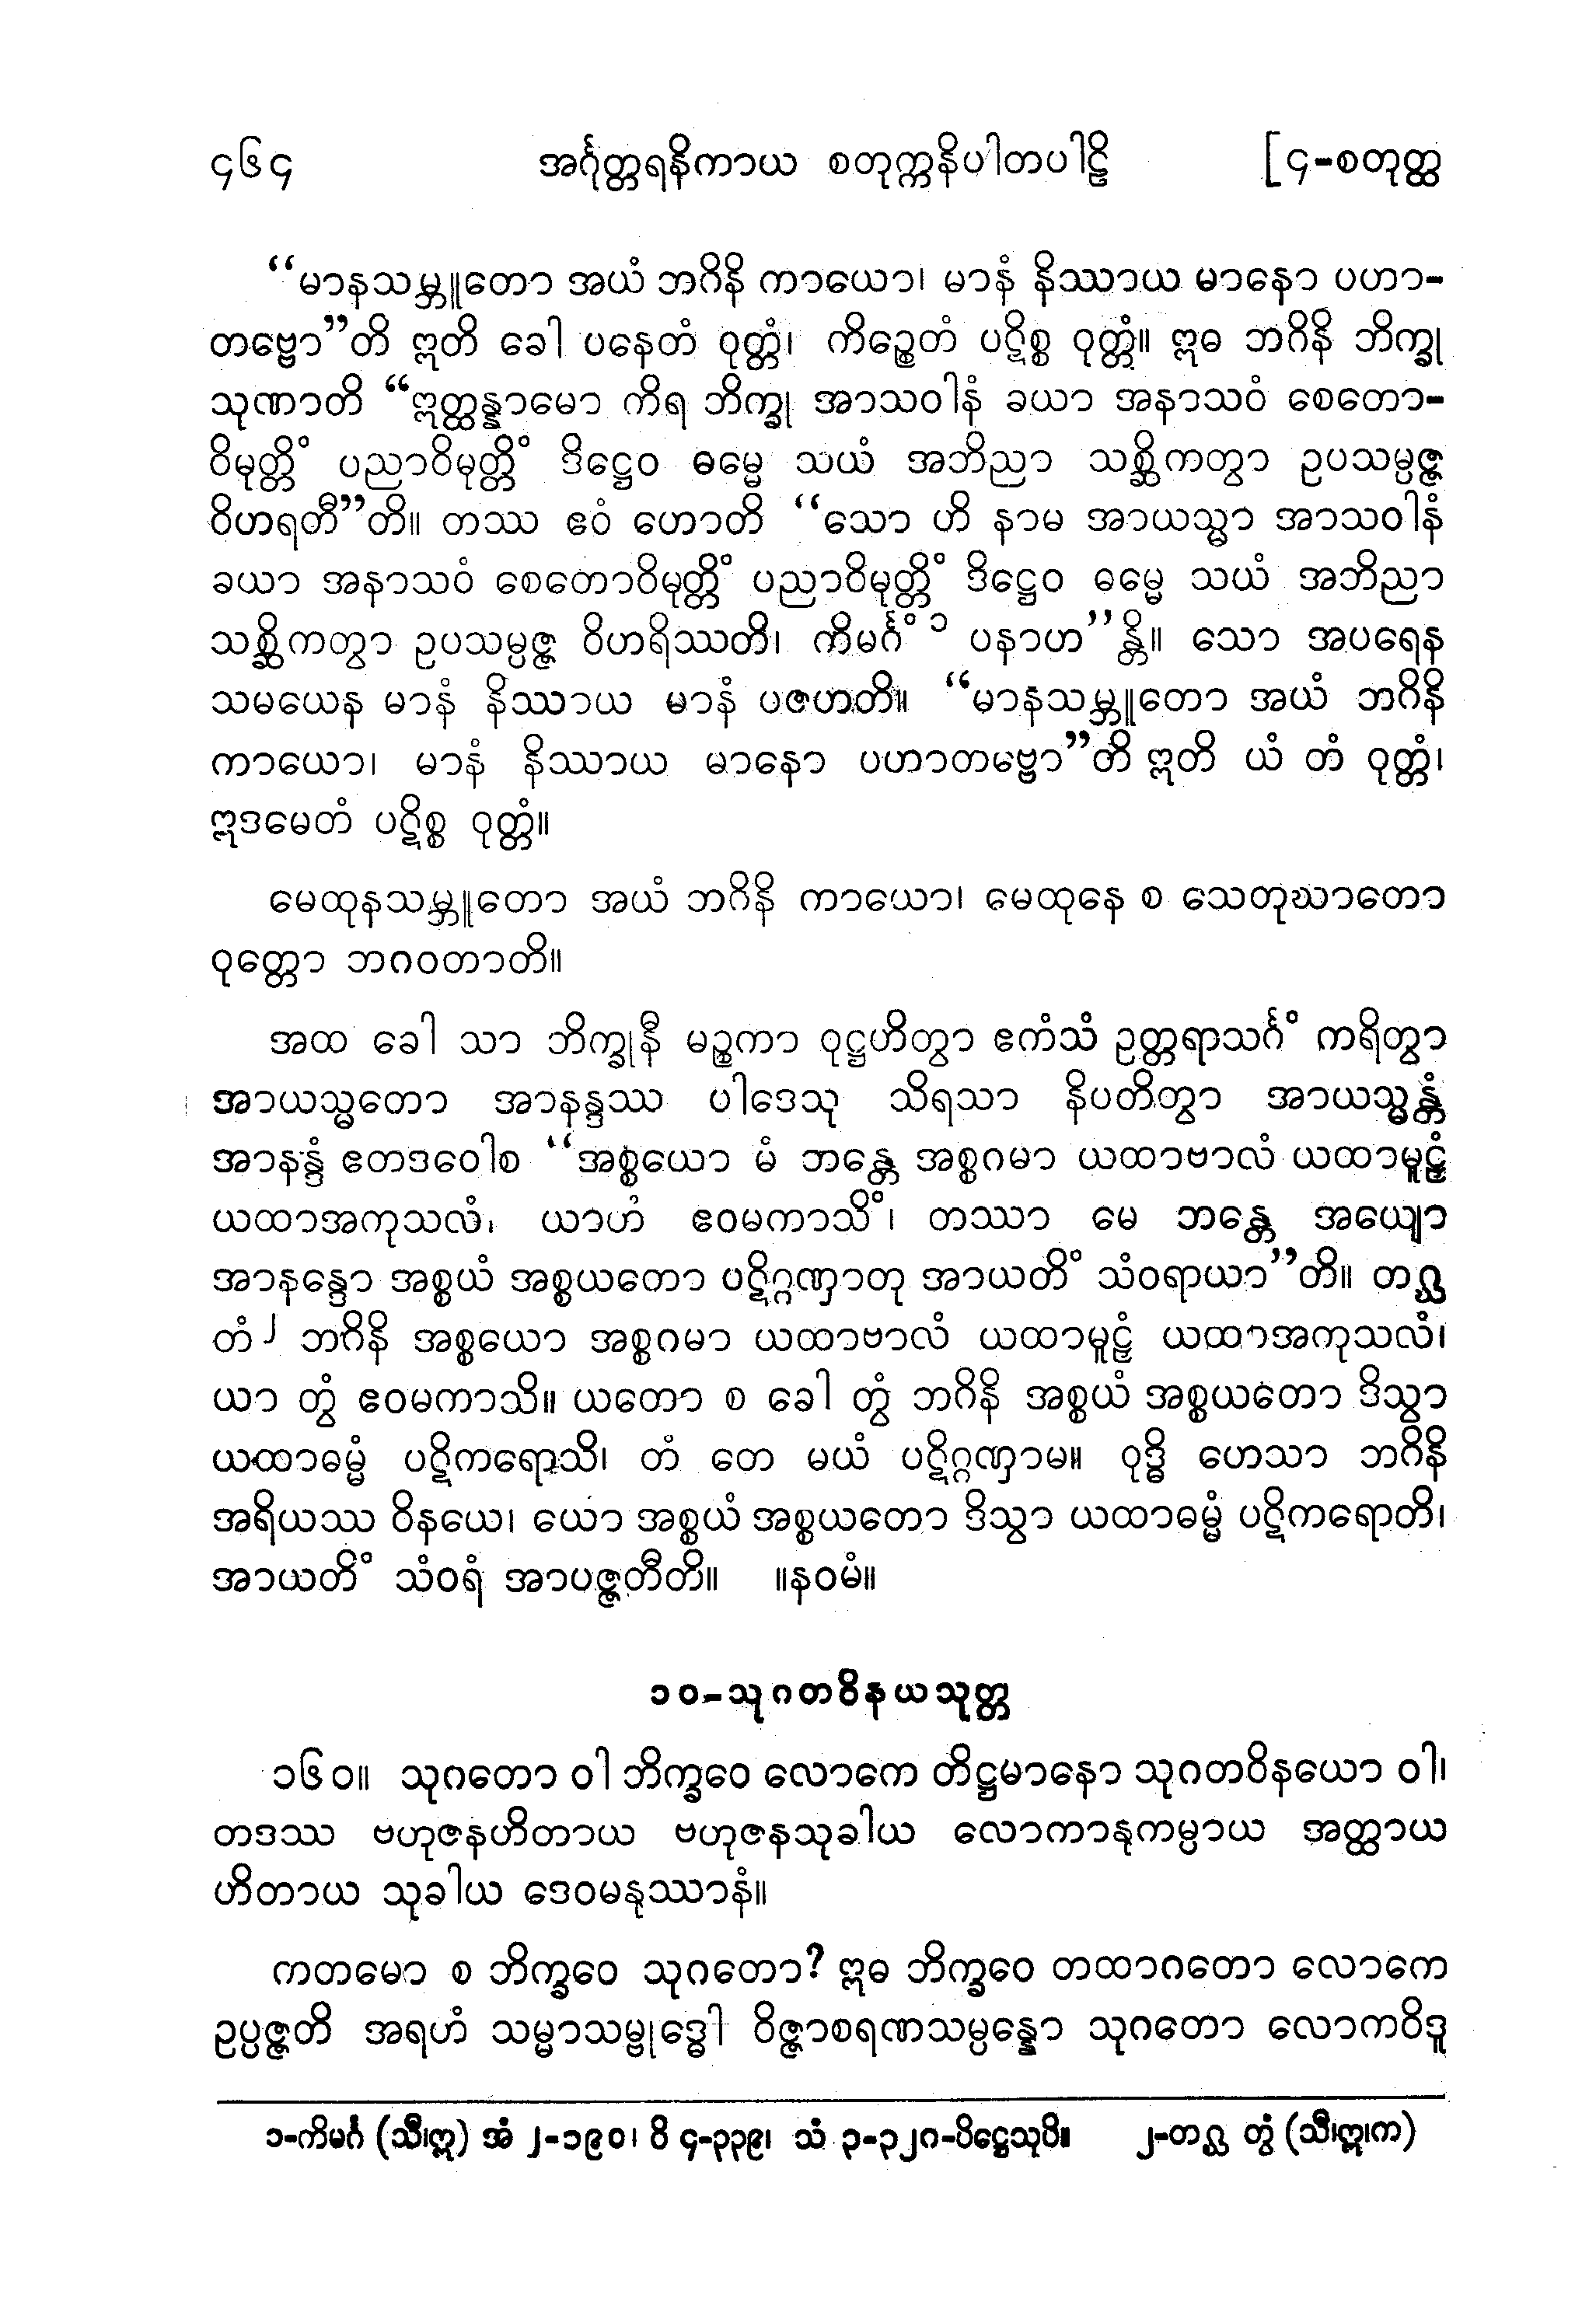 ၄၆၄ အင်္ဂုတ္တရနိကာယ စတုက္ကနိပါတပါဠိ [၄-စတုတ္ထ
“မာနသမ္ဘူတော အယံ ဘဂိနိ ကာယော၊ မာနံ နိဿာယ မာနော ပဟာ-
တဗ္ဗော”တိ ဣတိ ခေါ ပနေတံ ဝုတ္တံ၊ ကိဉ္စေတံ ပဋိစ္စ ဝုတ္တံ။ ဣဓ ဘဂိနိ ဘိက္ခု
သုဏာတိ “ဣတ္ထန္နာမော ကိရ ဘိက္ခု အာသဝါနံ ခယာ အနာသဝံ စေတော-
ဝိမုတ္တိံ ပညာဝိမုတ္တိံ ဒိဋ္ဌေဝ ဓမ္မေ သယံ အဘိညာ သစ္ဆိကတွာ ဥပသမ္ပဇ္ဇ
ဝိဟရတီ”တိ။ တဿ ဧဝံ ဟောတိ “သော ဟိ နာမ အာယသ္မာ အာသဝါနံ
ခယာ အနာသဝံ စေတောဝိမုတ္တိံ ပညာဝိမုတ္တိံ ဒိဋ္ဌေဝ ဓမ္မေ သယံ အဘိညာ
သစ္ဆိကတွာ ဥပသမ္ပဇ္ဇ ဝိဟရိဿတိ၊ ကိမင်္ဂံ ၁ ပနာဟ”န္တိ။ သော အပရေန
သမယေန မာနံ နိဿာယ မာနံ ပဇဟတိ။ “မာနသမ္ဘူတော အယံ ဘဂိနိ
ကာယော၊ မာနံ နိဿာယ မာနော ပဟာတဗ္ဗော”တိ ဣတိ ယံ တံ ဝုတ္တံ၊
ဣဒမေတံ ပဋိစ္စ ဝုတ္တံ။
မေထုနသမ္ဘူတော အယံ ဘဂိနိ ကာယော၊ မေထုနေ စ သေတုဃာတော
ဝုတ္တော ဘဂဝတာတိ။
အထ ခေါ သာ ဘိက္ခုနီ မဉ္စကာ ဝုဋ္ဌဟိတွာ ဧကံသံ ဥတ္တရာသင်္ဂံ ကရိတွာ
အာယသ္မတော အာနန္ဒဿ ပါဒေသု သိရသာ နိပတိတွာ အာယသ္မန္တံ
အာနန္ဒံ ဧတဒဝေါစ “အစ္စယော မံ ဘန္တေ အစ္စဂမာ ယထာဗာလံ ယထာမူဠှံ
ယထာအကုသလံ၊ ယာဟံ ဧဝမကာသိံ၊ တဿာ မေ ဘန္တေ အယျော
အာနန္ဒော အစ္စယံ အစ္စယတော ပဋိဂ္ဂဏှာတု အာယတိံ သံဝရာယာ”တိ။ တဂ္ဃ
တံ၂ ဘဂိနိ အစ္စယော အစ္စဂမာ ယထာဗာလံ ယထာမူဠှံ ယထာအကုသလံ၊
ယာ တွံ ဧဝမကာသိ။ ယတော စ ခေါ တွံ ဘဂိနိ အစ္စယံ အစ္စယတော ဒိသွာ
ယထာဓမ္မံ ပဋိကရောသိ၊ တံ တေ မယံ ပဋိဂ္ဂဏှာမ။ ဝုဒ္ဓိ ဟေသာ ဘဂိနိ
အရိယဿ ဝိနယေ၊ ယော အစ္စယံ အစ္စယတော ဒိသွာ ယထာဓမ္မံ ပဋိကရောတိ၊
အာယတိံ သံဝရံ အာပဇ္ဇတီတိ။ ။နဝမံ။
၁၀-သုဂတဝိနယသုတ္တ
၁၆၀။ သုဂတော ဝါ ဘိက္ခဝေ လောကေ တိဋ္ဌမာနော သုဂတဝိနယော ဝါ၊
တဒဿ ဗဟုဇနဟိတာယ ဗဟုဇနသုခါယ လောကာနုကမ္ပာယ အတ္ထာယ
ဟိတာယ သုခါယ ဒေဝမနုဿာနံ။
ကတမော စ ဘိက္ခဝေ သုဂတော? ဣဓ ဘိက္ခဝေ တထာဂတော လောကေ
ဥပ္ပဇ္ဇတိ အရဟံ သမ္မာသမ္ဗုဒ္ဓေါ ဝိဇ္ဇာစရဏသမ္ပန္နော သုဂတော လောကဝိဒူ
၁-ကိမင်္ဂ (သီ၊ဣ) အံ ၂-၁၉၀၊ ဝိ ၄-၃၃၉၊ သံ ၃-၃၂၈-ပိဋ္ဌေသုပိ။ ၂-တဂ္ဃ တွံ (သီ၊ဣ၊က)